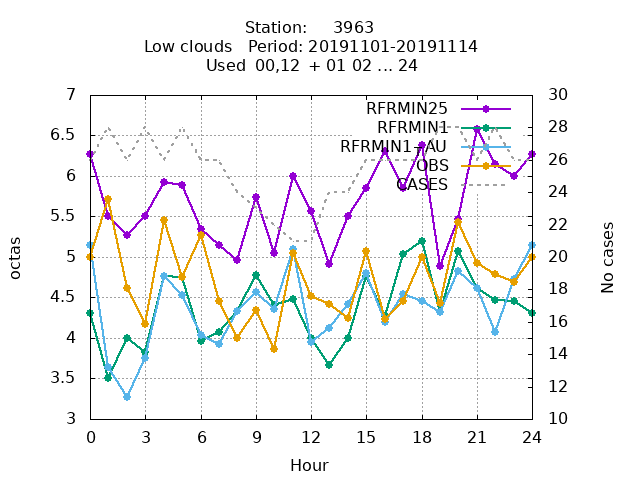 Station: 3963
Low clouds Period: 20191101-20191114
Used 00,12 + 01 02 ... 24
7
6.5
6
5.5
5
4.5
4
3.5
3
30
28
26
24
22
20
18
16
14
12
10
RFRMIN25
RFRMIN1
RFRMIN1+AU
OBS
CASES
octas
No cases
0 3 6 9 12 15 18 21 24
Hour